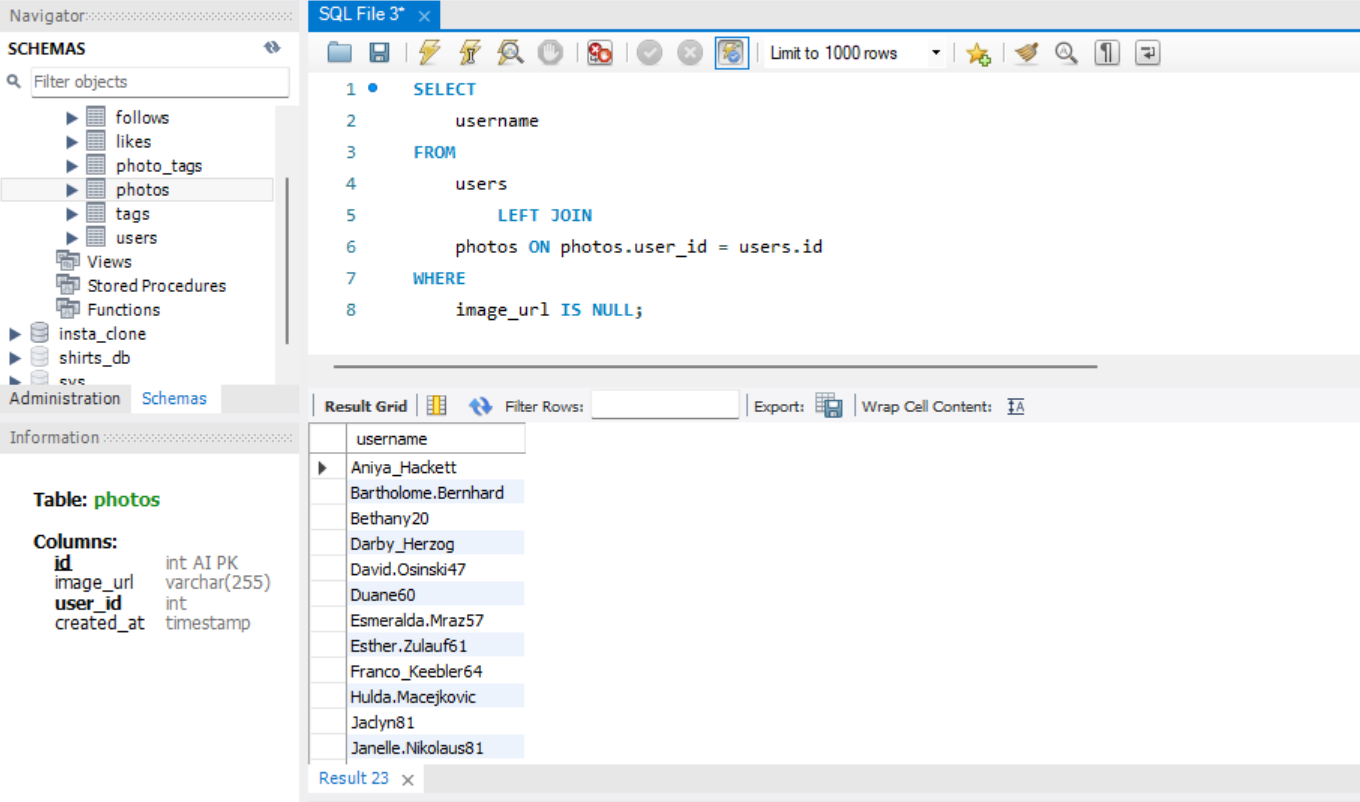 Navigator
SQL File 3*
SCHEMAS
Filter objects
Limit to 1000 rows
follows
likes
photo_tags
photos
tags
users
Views
Stored Procedures
Functions
insta_clone
shirts_db
sys
Administration Schemas
1 SELECT
2 username
3 FROM
4 users
5 LEFT JOIN
6 photos ON photos.user_id = users.id
7 WHERE
8 image_url IS NULL;
Result Grid Filter Rows: Export: Wrap Cell Content:
Information
Table: photos
Columns:
id int AI PK
image_url varchar(255)
user_id int
created_at timestamp
username
Aniya_Hackett
Bartholome.Bernhard
Bethany20
Darby_Herzog
David.Osinski47
Duane60
Esmeralda.Mraz57
Esther.Zulauf61
Franco_Keebler64
Hulda.Macejkovic
Jaclyn81
Janelle.Nikolaus81
Result 23